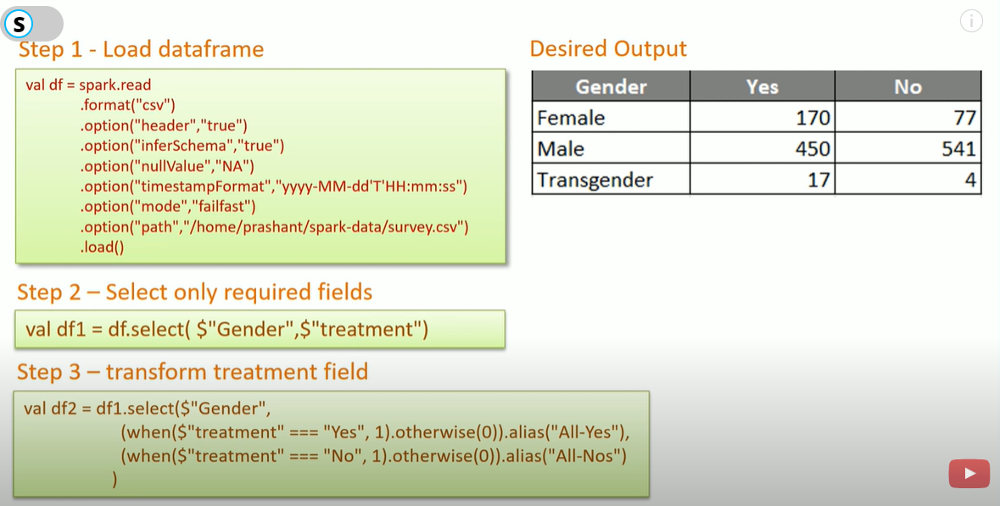 S
i
Step 1 - Load dataframe
val df = spark.read
.format("csv")
.option("header","true")
.option("inferSchema","true")
.option("nullValue","NA")
.option("timestampFormat","yyyy-MM-dd'T'HH:mm:ss")
.option("mode","failfast")
.option("path","/home/prashant/spark-data/survey.csv")
.load()
Desired Output
Gender Yes No
Female 170 77
Male 450 541
Transgender 17 4
Step 2 – Select only required fields
val df1 = df.select( $"Gender",$"treatment")
Step 3 – transform treatment field
val df2 = df1.select($"Gender",
(when($"treatment" === "Yes", 1).otherwise(0)).alias("All-Yes"),
(when($"treatment" === "No", 1).otherwise(0)).alias("All-Nos")
)